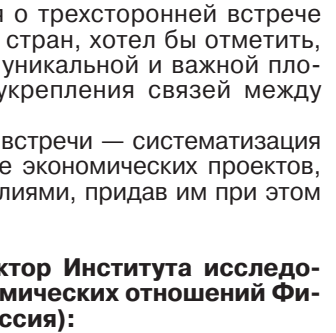 я о трехсторонней встрече
стран, хотел бы отметить,
уникальной и важной пло-
укрепления связей между
встречи — систематизация
е экономических проектов,
лиями, придав им при этом
ктор Института исследо-
омических отношений Фи-
ссия):